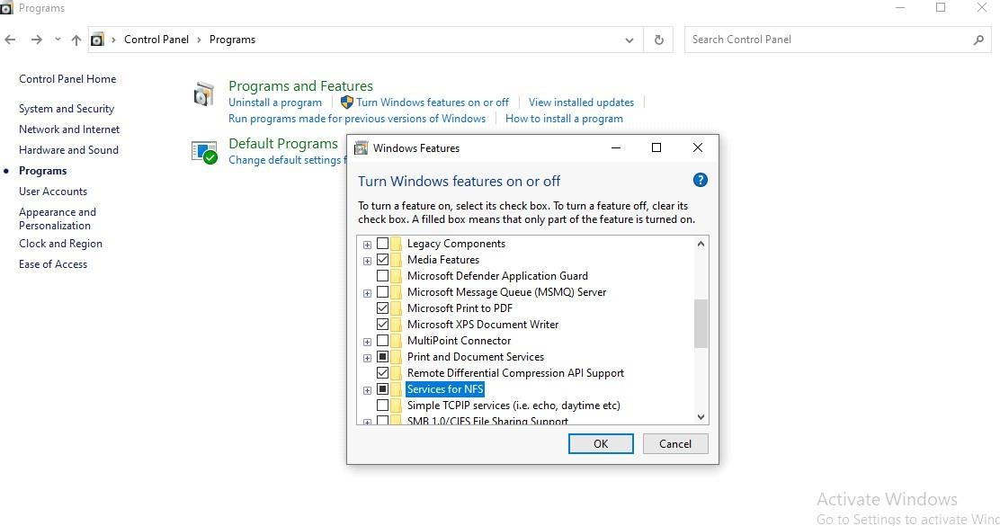 Programs
Control Panel
Programs
Search Control Panel
Control Panel Home
System and Security
Network and Internet
Hardware and Sound
Programs
User Accounts
Appearance and
Personalization
Clock and Region
Ease of Access
Programs and Features
Uninstall a program
Turn Windows features on or off
View installed updates
Run programs made for previous versions of Windows
How to install a program
Default Programs
Change default settings f
Windows Features
Turn Windows features on or off
?
To turn a feature on, select its check box. To turn a feature off, clear its
check box. A filled box means that only part of the feature is turned on.
Legacy Components
Media Features
Microsoft Defender Application Guard
Microsoft Message Queue (MSMQ) Server
Microsoft Print to PDF
Microsoft XPS Document Writer
MultiPoint Connector
Print and Document Services
Remote Differential Compression API Support
Services for NFS
Simple TCPIP services (i.e. echo, daytime etc)
SMB 1.0/CIFS File Sharing Support
OK
Cancel
Activate Windows
Go to Settings to activate Winc